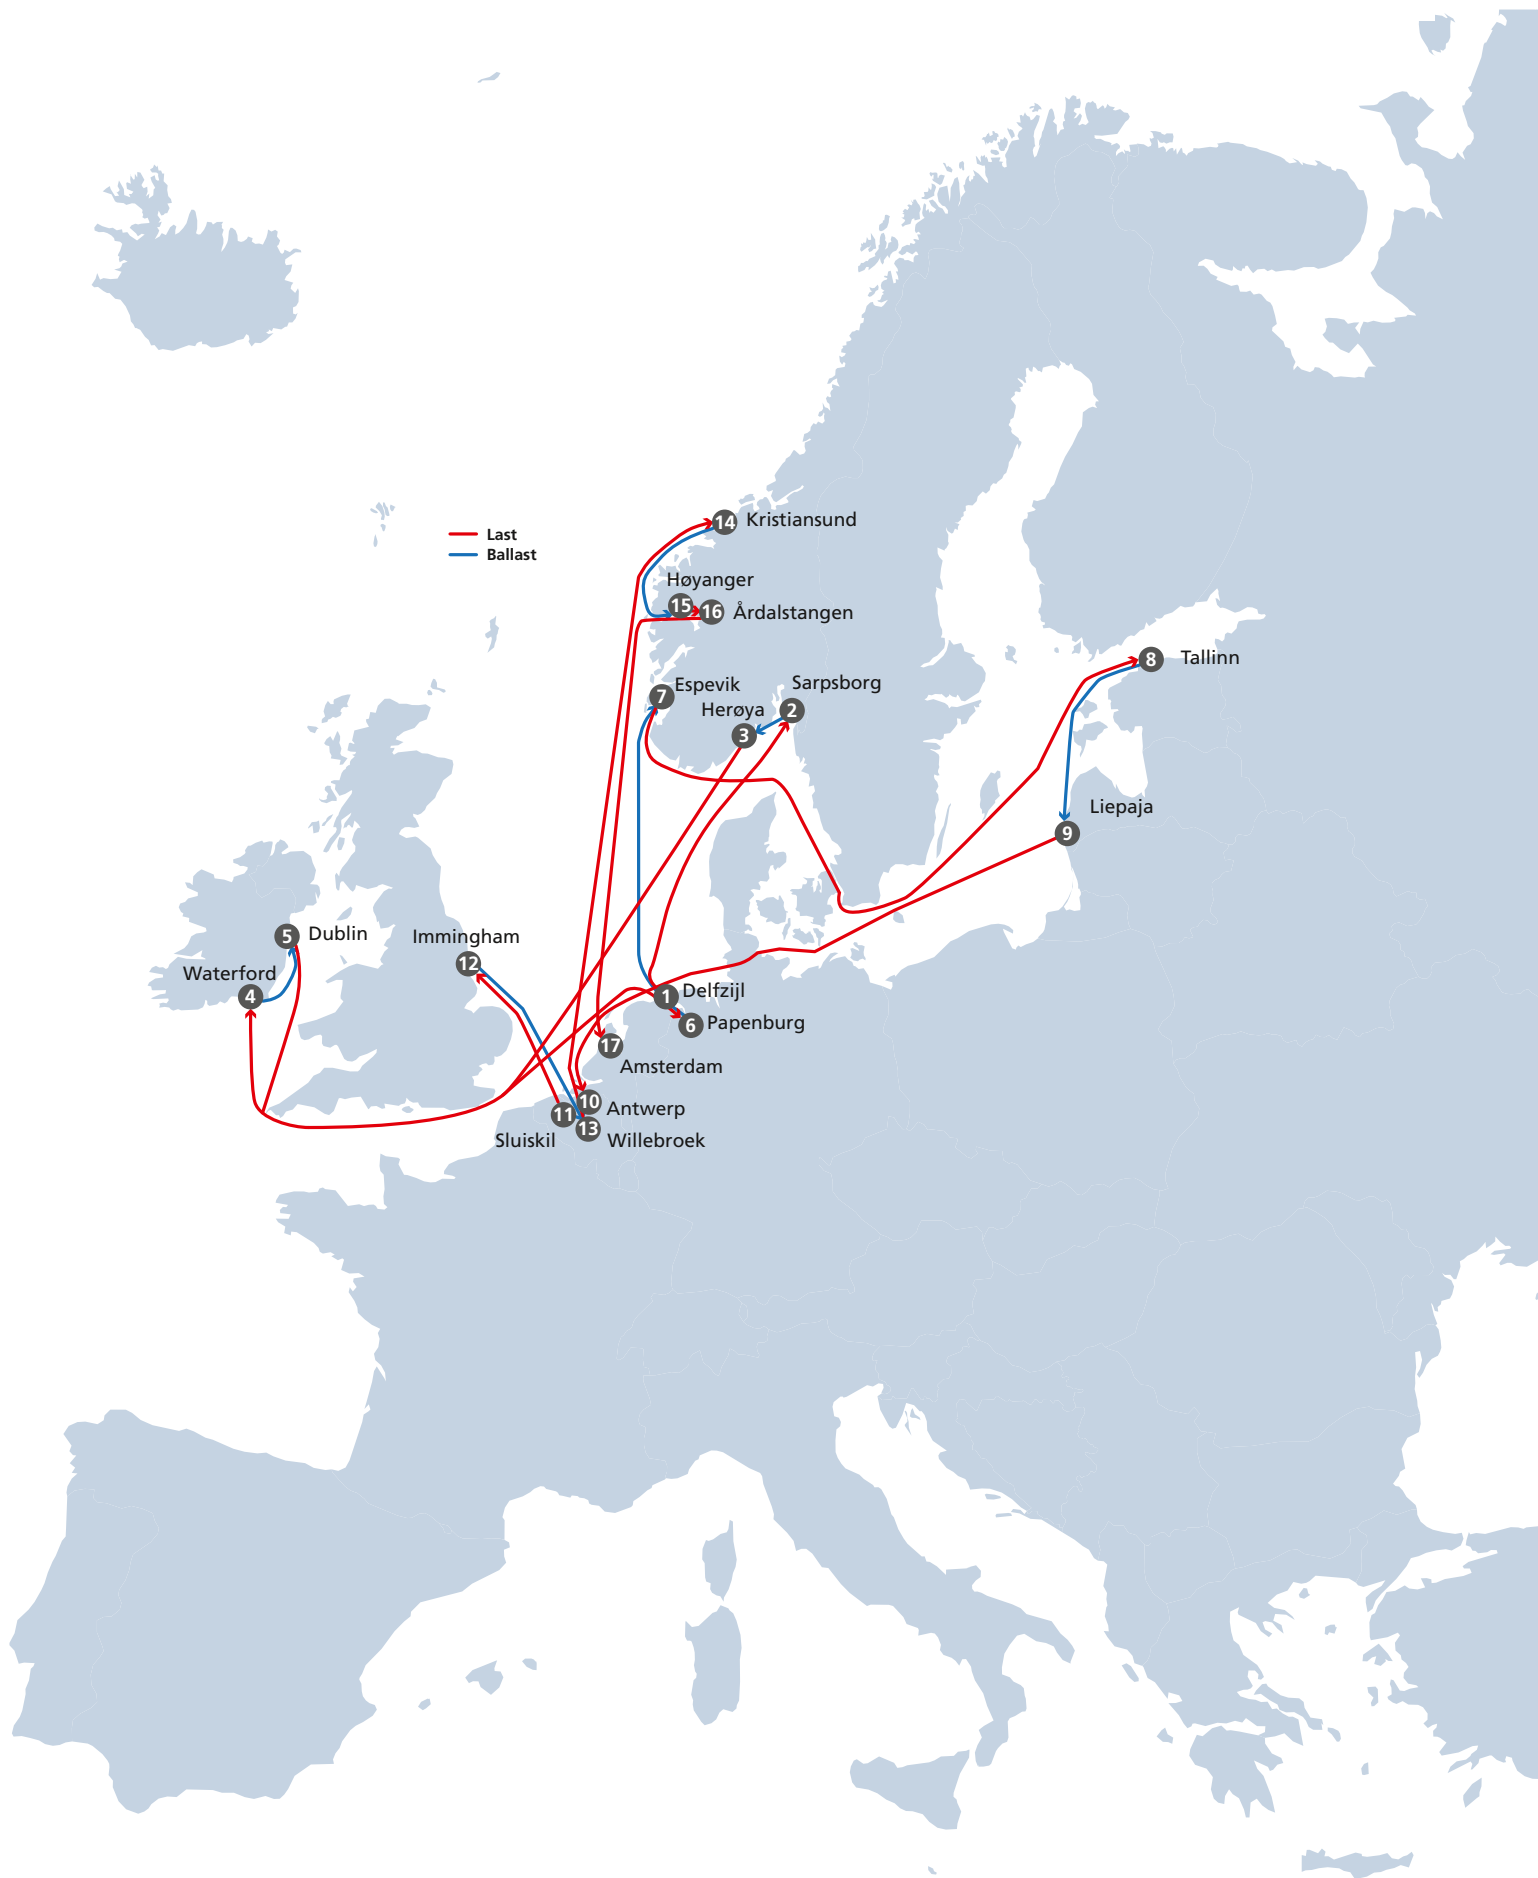 14 Kristiansund
Last
Ballast
Høyanger
15
16 Årdalstangen
8 Tallinn
Espevik
7
Sarpsborg
2
Herøya
3
Liepaja
9
5 Dublin
Immingham
12
Waterford
4
1 Delfzijl
6 Papenburg
17
Amsterdam
10 Antwerp
11
Sluiskil
13 Willebroek